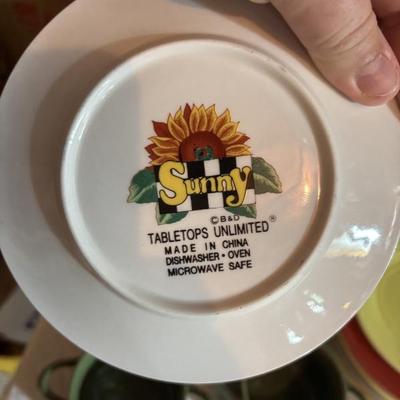 Sunny
©B&D
TABLETOPS UNLIMITED®
MADE IN CHINA
DISHWASHER • OVEN
MICROWAVE SAFE